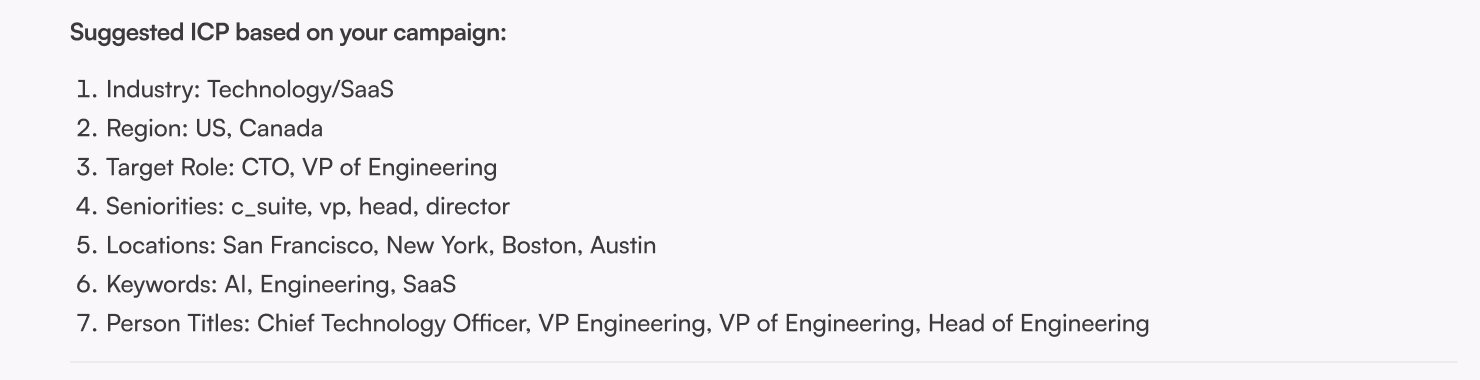 Suggested ICP based on your campaign:
1. Industry: Technology/SaaS
2. Region: US, Canada
3. Target Role: CTO, VP of Engineering
4. Seniorities: c_suite, vp, head, director
5. Locations: San Francisco, New York, Boston, Austin
6. Keywords: AI, Engineering, SaaS
7. Person Titles: Chief Technology Officer, VP Engineering, VP of Engineering, Head of Engineering